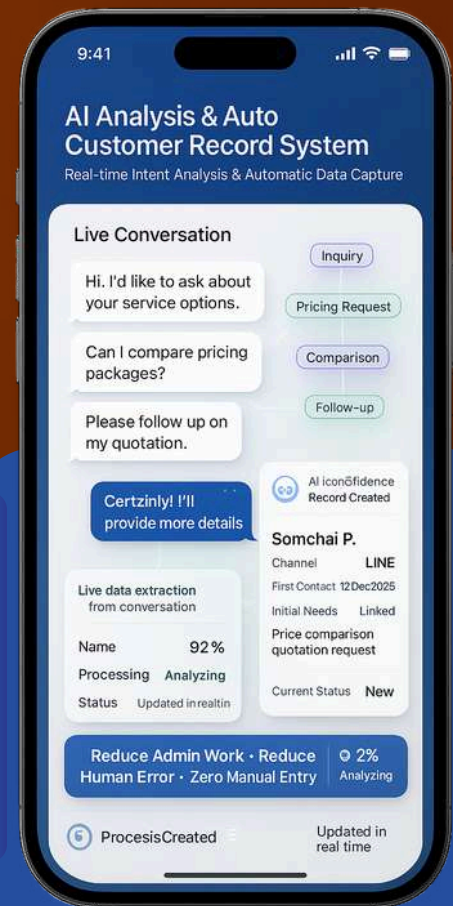 9:41
AI Analysis & Auto
Customer Record System
Real-time Intent Analysis & Automatic Data Capture
Live Conversation
Hi. I'd like to ask about
your service options.
Can I compare pricing
packages?
Please follow up on
my quotation.
Certzinly! I'll
provide more details
Inquiry
Pricing Request
Comparison
Follow-up
AI iconöfidence
Record Created
Somchai P.
Channel LINE
First Contact 12Dec2025
Initial Needs Linked
Price comparison
quotation request
Current Status New
Live data extraction
from conversation
Name 92%
Processing Analyzing
Status Updated in realtin
Reduce Admin Work · Reduce
Human Error · Zero Manual Entry
2%
Analyzing
ProcesisCreated
Updated in
real time